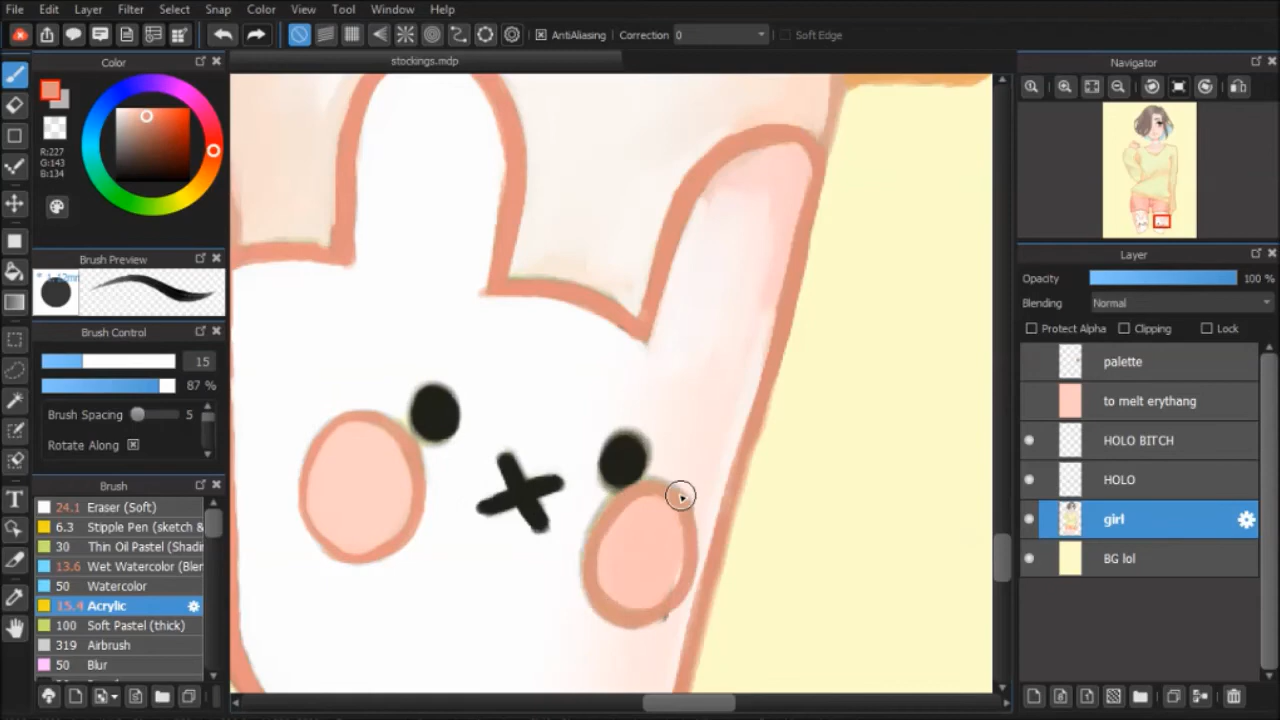 File Edit Layer Filter Select Snap Color View Tool Window Help
AntiAliasing Correction 0 Soft Edge
Color
stockings.mdp
Navigator
R:227
G:143
B:134
Brush Preview
Layer
Opacity 100 %
Blending Normal
Protect Alpha Clipping Lock
Brush Control
15
87 %
Brush Spacing 5
Rotate Along
palette
to melt erythang
HOLO BITCH
HOLO
girl
BG lol
Brush
24.1 Eraser (Soft)
6.3 Stipple Pen (sketch &
30 Thin Oil Pastel (Shadi
13.6 Wet Watercolor (Blen
50 Watercolor
15.4 Acrylic
100 Soft Pastel (thick)
319 Airbrush
50 Blur
T